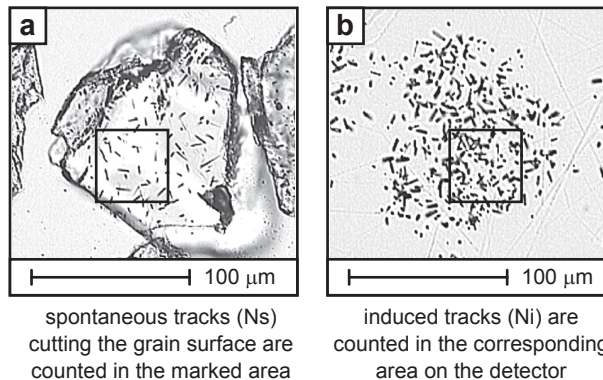 a
100 μm
spontaneous tracks (Ns)
cutting the grain surface are
counted in the marked area
b
100 μm
induced tracks (Ni) are
counted in the corresponding
area on the detector